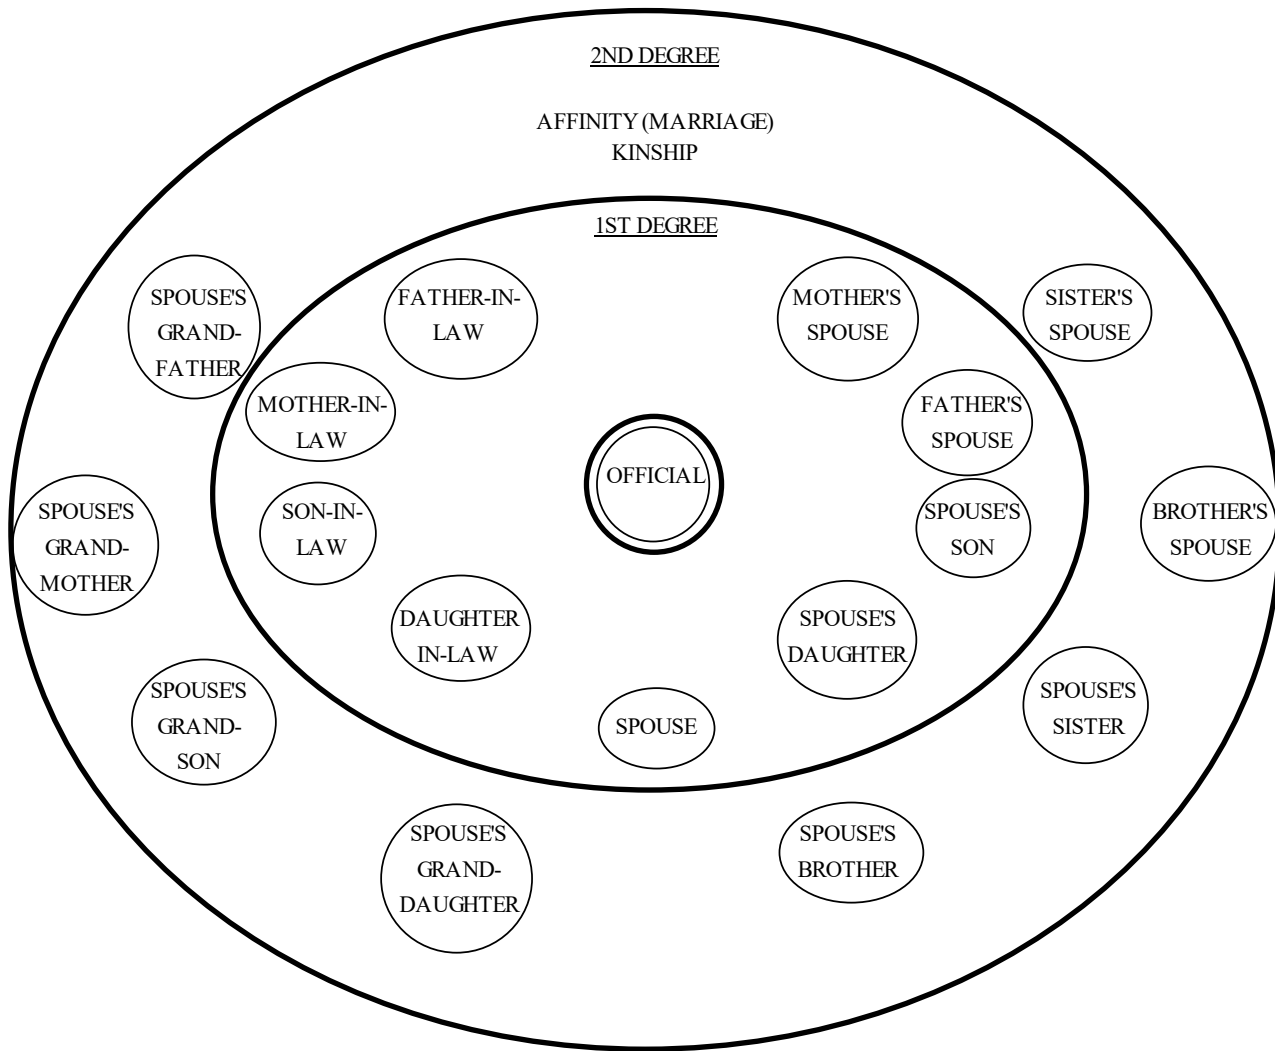 2ND DEGREE
AFFINITY (MARRIAGE)
KINSHIP
1ST DEGREE
SPOUSE'S
GRAND-
FATHER
FATHER-IN-
LAW
MOTHER'S
SPOUSE
SISTER'S
SPOUSE
MOTHER-IN-
LAW
FATHER'S
SPOUSE
OFFICIAL
SPOUSE'S
GRAND-
MOTHER
SON-IN-
LAW
SPOUSE'S
SON
BROTHER'S
SPOUSE
DAUGHTER
IN-LAW
SPOUSE'S
DAUGHTER
SPOUSE'S
GRAND-
SON
SPOUSE
SPOUSE'S
SISTER
SPOUSE'S
GRAND-
DAUGHTER
SPOUSE'S
BROTHER